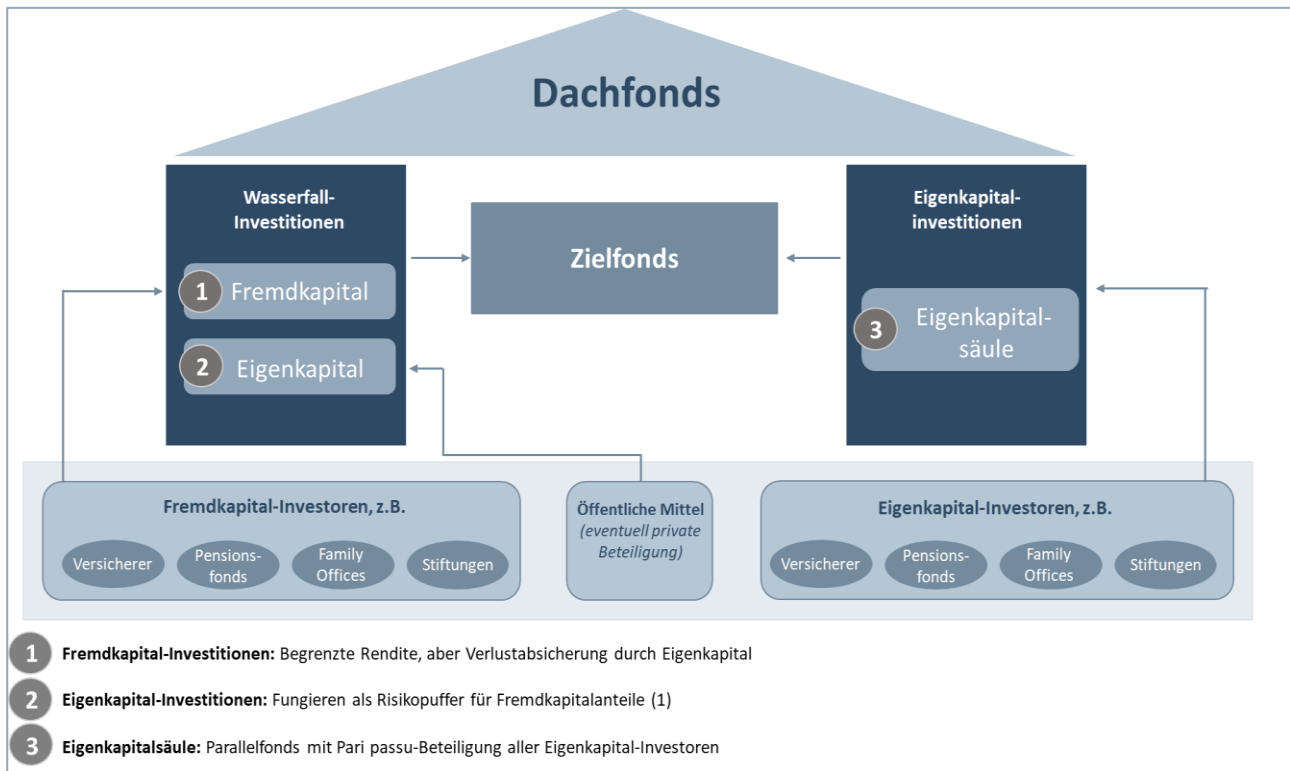 Dachfonds
Wasserfall-
Investitionen
1 Fremdkapital
2 Eigenkapital
Zielfonds
Eigenkapital-
investitionen
3 Eigenkapital-
säule
Fremdkapital-Investoren, z.B.
Versicherer
Pensions-
fonds
Family
Offices
Stiftungen
Öffentliche Mittel
(eventuell private
Beteiligung)
Eigenkapital-Investoren, z.B.
Versicherer
Pensions-
fonds
Family
Offices
Stiftungen
1 Fremdkapital-Investitionen: Begrenzte Rendite, aber Verlustabsicherung durch Eigenkapital
2 Eigenkapital-Investitionen: Fungieren als Risikopuffer für Fremdkapitalanteile (1)
3 Eigenkapitalsäule: Parallelfonds mit Pari passu-Beteiligung aller Eigenkapital-Investoren